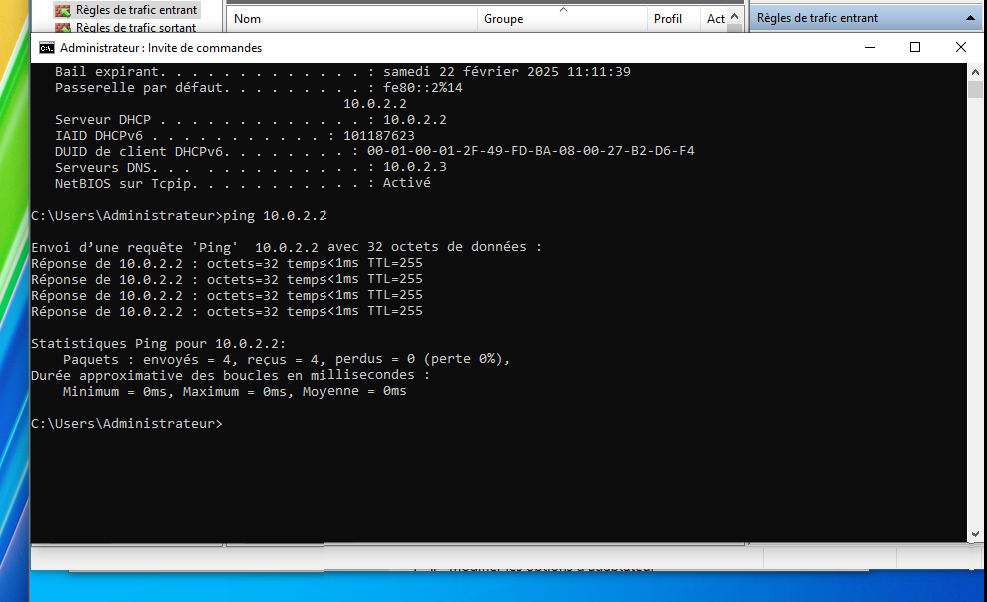 Règles de trafic entrant
Règles de trafic sortant
Nom Groupe Profil Act
Règles de trafic entrant
Administrateur : Invite de commandes
Bail expirant. . . . . . . . . . . . . : samedi 22 février 2025 11:11:39
Passerelle par défaut. . . . . . . . . : fe80::2%14
10.0.2.2
Serveur DHCP . . . . . . . . . . . . . : 10.0.2.2
IAID DHCPv6 . . . . . . . . . . . : 101187623
DUID de client DHCPv6. . . . . . . . : 00-01-00-01-2F-49-FD-BA-08-00-27-B2-D6-F4
Serveurs DNS. . . . . . . . . . . . . : 10.0.2.3
NetBIOS sur Tcpip. . . . . . . . . . . : Activé
C:\Users\Administrateur>ping 10.0.2.2
Envoi d’une requête 'Ping'  10.0.2.2 avec 32 octets de données :
Réponse de 10.0.2.2 : octets=32 temps<1ms TTL=255
Réponse de 10.0.2.2 : octets=32 temps<1ms TTL=255
Réponse de 10.0.2.2 : octets=32 temps<1ms TTL=255
Réponse de 10.0.2.2 : octets=32 temps<1ms TTL=255
Statistiques Ping pour 10.0.2.2:
Paquets : envoyés = 4, reçus = 4, perdus = 0 (perte 0%),
Durée approximative des boucles en millisecondes :
Minimum = 0ms, Maximum = 0ms, Moyenne = 0ms
C:\Users\Administrateur>